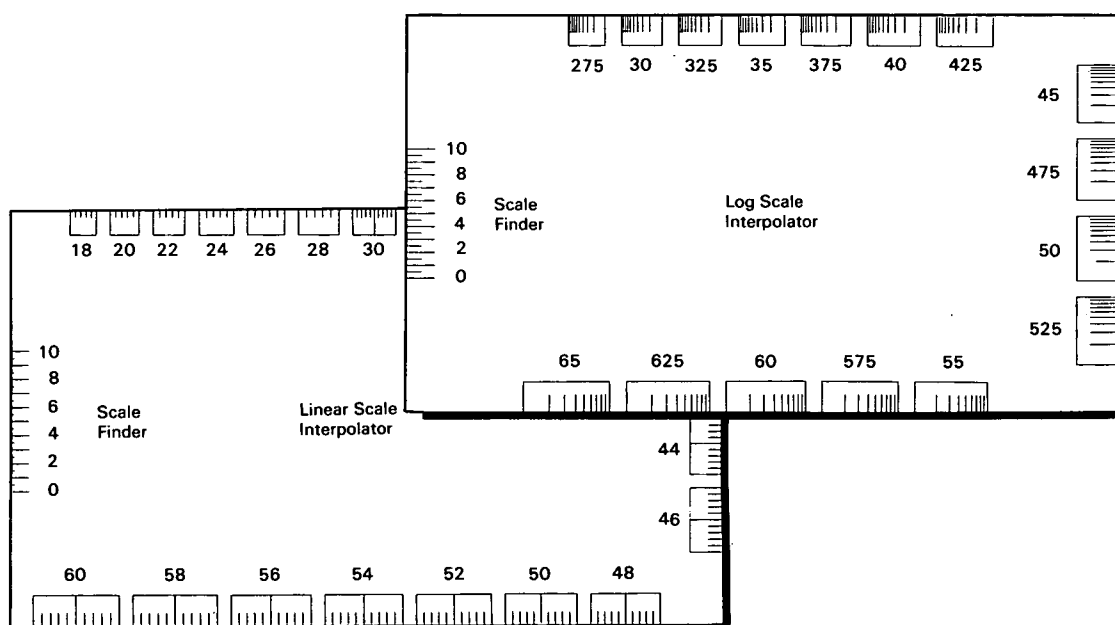 275 30 325 35 375 40 425
45
475
50
525
10
8
6
4
2
0
Scale
Finder
Log Scale
Interpolator
65 625 60 575 55
18 20 22 24 26 28 30
10
8
6
4
2
0
Scale
Finder
Linear Scale
Interpolator
44
46
60 58 56 54 52 50 48